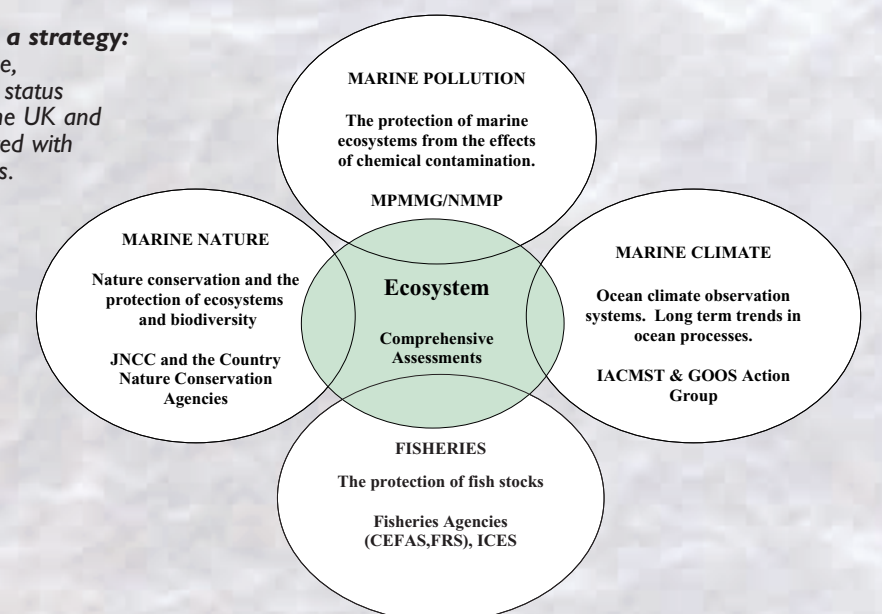 a strategy:
e,
status
ne UK and
ed with
s.
MARINE POLLUTION
The protection of marine
ecosystems from the effects
of chemical contamination.
MPMMG/NMMP
MARINE NATURE
Nature conservation and the
protection of ecosystems
and biodiversity
JNCC and the Country
Nature Conservation
Agencies
Ecosystem
Comprehensive
Assessments
MARINE CLIMATE
Ocean climate observation
systems. Long term trends in
ocean processes.
IACMST & GOOS Action
Group
FISHERIES
The protection of fish stocks
Fisheries Agencies
(CEFAS,FRS), ICES